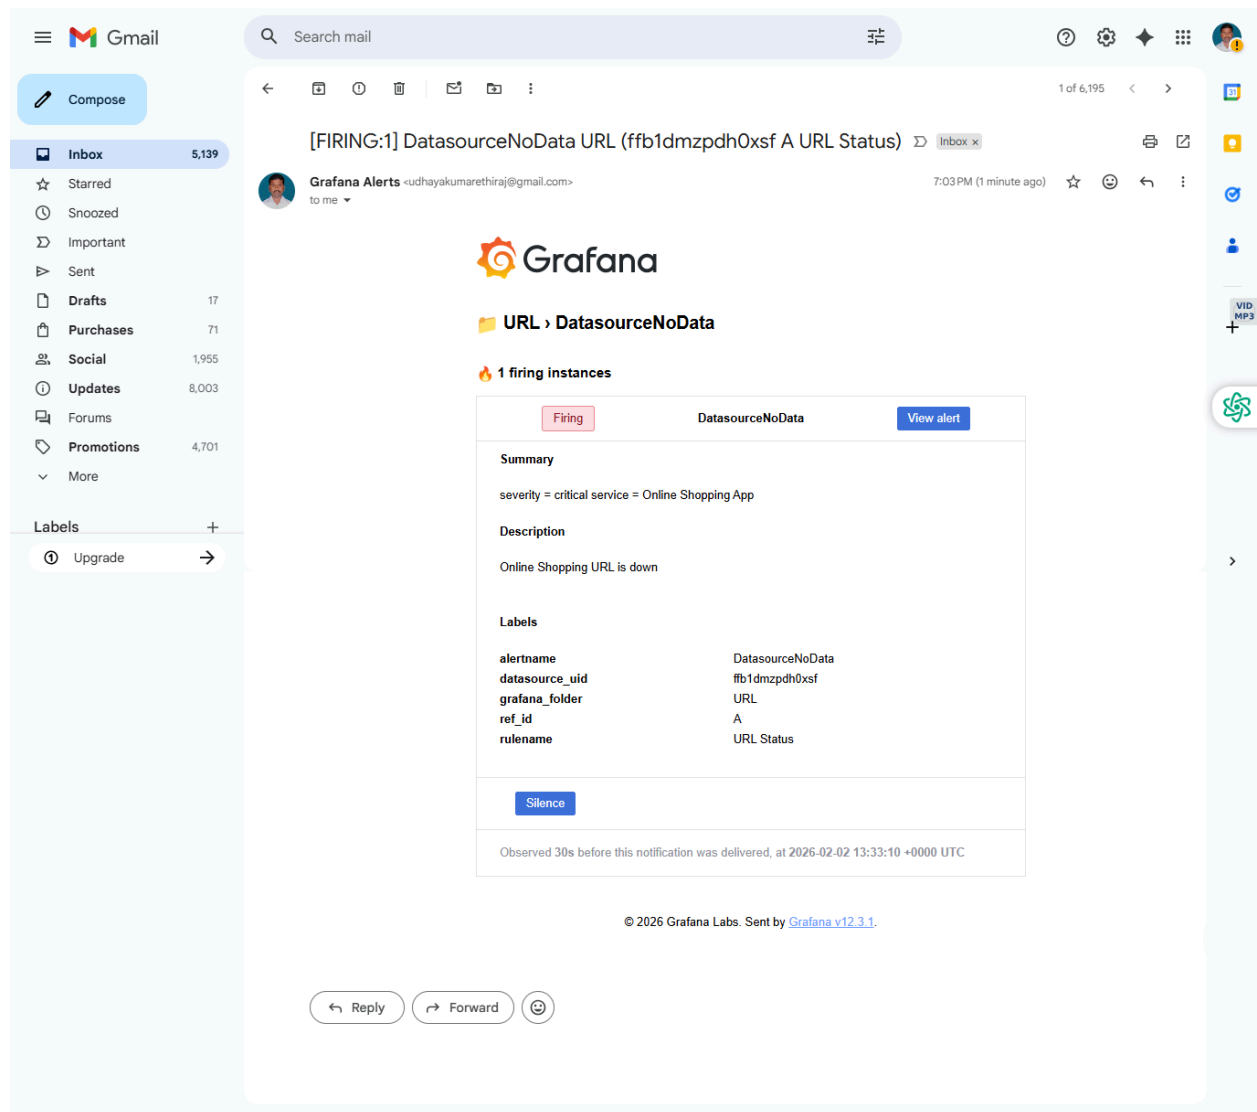 Gmail
Search mail
Compose
1 of 6,195
31
Inbox 5,139
Starred
Snoozed
Important
Sent
Drafts 17
Purchases 71
Social 1,955
Updates 8,003
Forums
Promotions 4,701
More
Labels
Upgrade
[FIRING:1] DatasourceNoData URL (ffb1dmzpdh0xsf A URL Status) Inbox ×
Grafana Alerts <udhayakumarethiraj@gmail.com> 7:03 PM (1 minute ago)
to me
Grafana
URL › DatasourceNoData
1 firing instances
Firing DatasourceNoData View alert
Summary
severity = critical service = Online Shopping App
Description
Online Shopping URL is down
Labels
alertname DatasourceNoData
datasource_uid ffb1dmzpdh0xsf
grafana_folder URL
ref_id A
rulename URL Status
Silence
Observed 30s before this notification was delivered, at 2026-02-02 13:33:10 +0000 UTC
© 2026 Grafana Labs. Sent by Grafana v12.3.1.
Reply Forward
VID
MP3